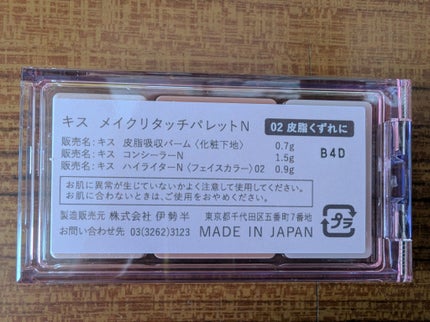 キス メイクリタッチパレットN 02 皮脂くずれに
販売名：キス 皮脂吸収バーム〈化粧下地〉 0.7g
販売名：キス コンシーラーN 1.5g
販売名：キス ハイライターN〈フェイスカラー〉02 0.9g
B4D
お肌に異常が生じていないかよく注意して使用してください。
お肌に合わないときは、ご使用をおやめください。
製造販売元 株式会社 伊勢半 東京都千代田区五番町7番地
お問い合わせ先 03(3262)3123 MADE IN JAPAN
プラ